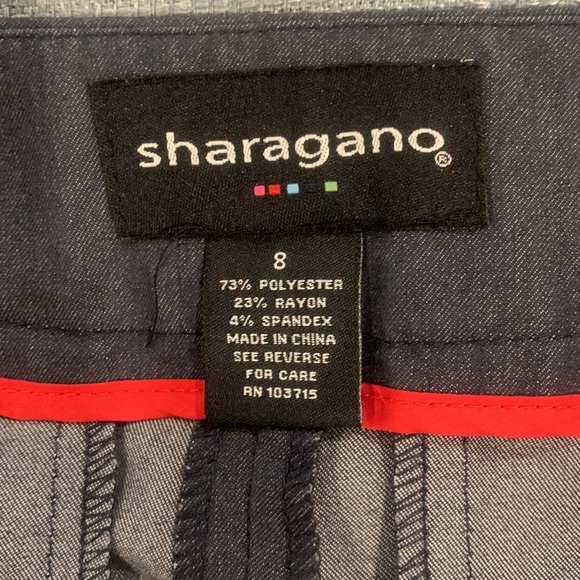 sharagano®
8
73% POLYESTER
23% RAYON
4% SPANDEX
MADE IN CHINA
SEE REVERSE
FOR CARE
RN 103715